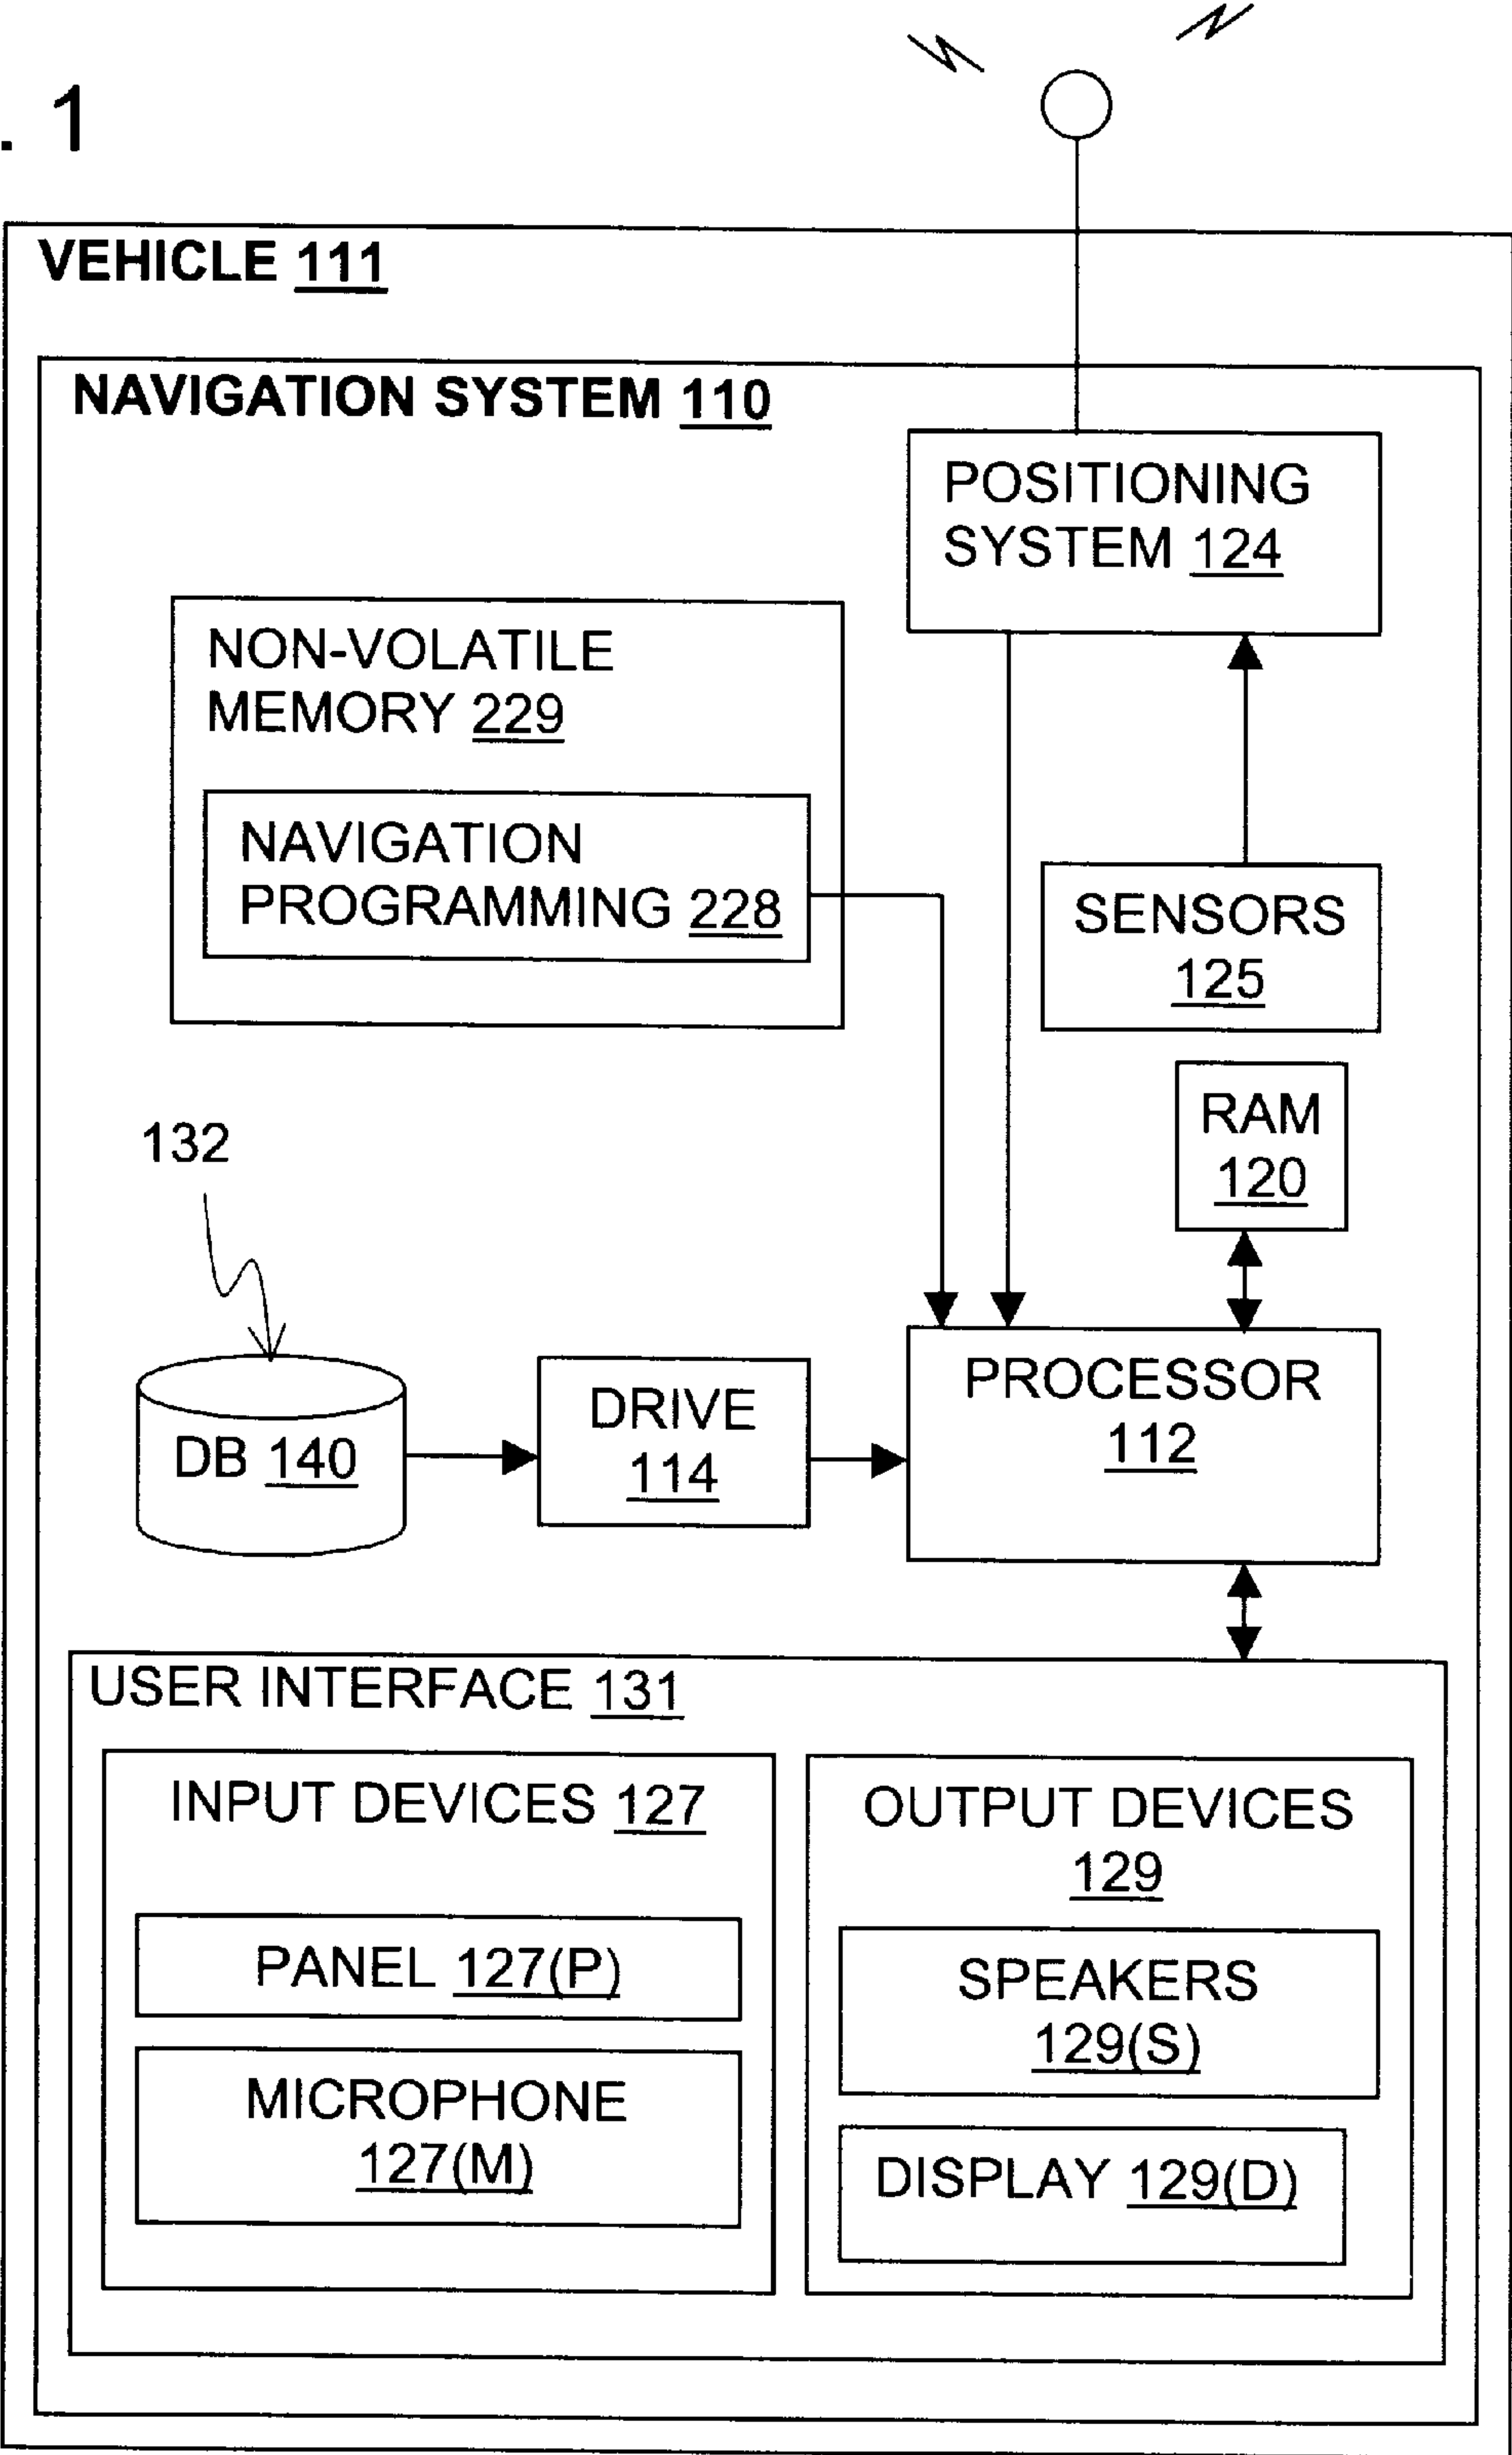 . 1
VEHICLE 111
NAVIGATION SYSTEM 110
POSITIONING
SYSTEM 124
NON-VOLATILE
MEMORY 229
NAVIGATION
PROGRAMMING 228
SENSORS
125
RAM
120
132
PROCESSOR
112
DRIVE
114
DB 140
USER INTERFACE 131
INPUT DEVICES 127
PANEL 127(P)
MICROPHONE
127(M)
OUTPUT DEVICES
129
SPEAKERS
129(S)
DISPLAY 129(D)